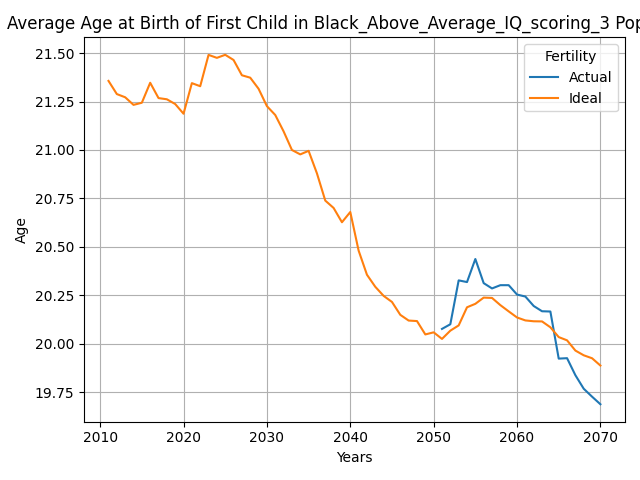 Average Age at Birth of First Child in Black_Above_Average_IQ_scoring_3 Pop
Fertility
Actual
Ideal
21.50
21.25
21.00
20.75
20.50
20.25
20.00
19.75
Age
2010 2020 2030 2040 2050 2060 2070
Years